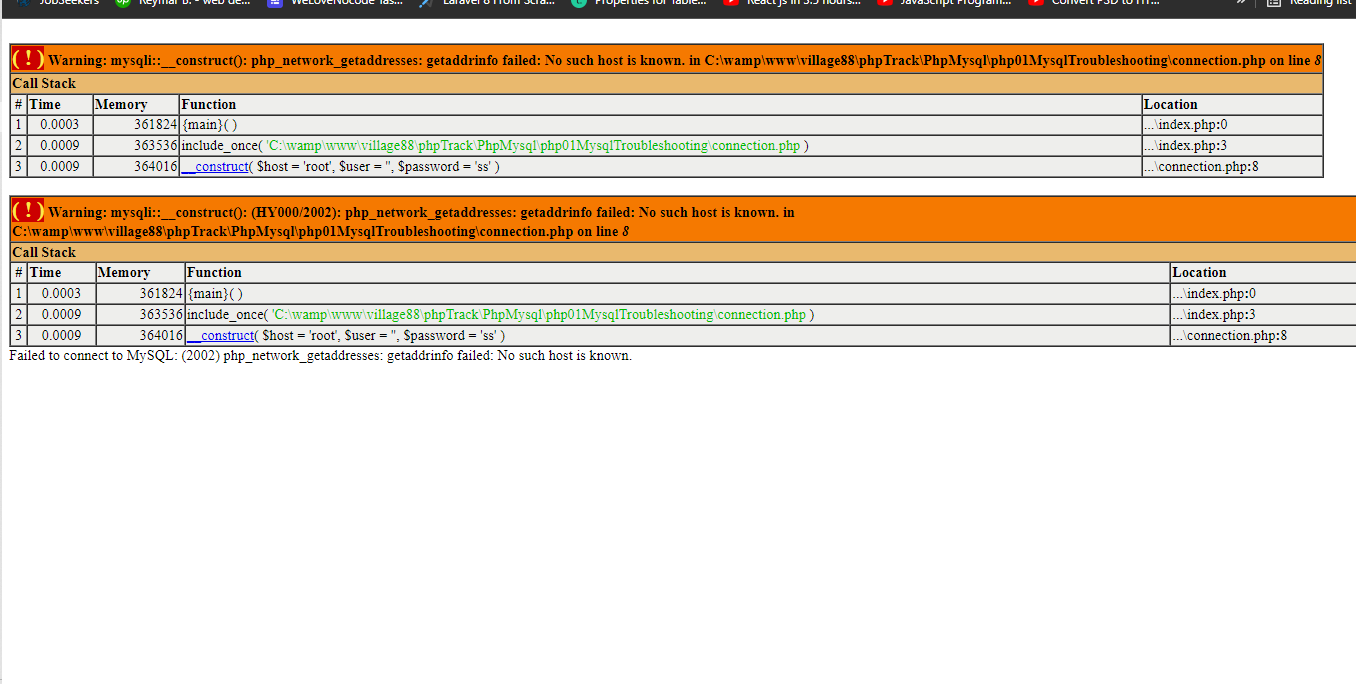 JobSeekers Reymar B. - web de... WeLoveNocode Tas... Laravel 8 From Scra... Properties for Table... React js in 3.5 hours... JavaScript Program... Convert PSD to HT... » Reading list
( ! ) Warning: mysqli::__construct(): php_network_getaddresses: getaddrinfo failed: No such host is known. in C:\wamp\www\village88\phpTrack\PhpMysql\php01MysqlTroubleshooting\connection.php on line 8
Call Stack
# Time Memory Function Location
1 0.0003 361824 {main}( ) ...\index.php:0
2 0.0009 363536 include_once( 'C:\wamp\www\village88\phpTrack\PhpMysql\php01MysqlTroubleshooting\connection.php ) ...\index.php:3
3 0.0009 364016 __construct( $host = 'root', $user = '', $password = 'ss' ) ...\connection.php:8
( ! ) Warning: mysqli::__construct(): (HY000/2002): php_network_getaddresses: getaddrinfo failed: No such host is known. in
C:\wamp\www\village88\phpTrack\PhpMysql\php01MysqlTroubleshooting\connection.php on line 8
Call Stack
# Time Memory Function Location
1 0.0003 361824 {main}( ) ...\index.php:0
2 0.0009 363536 include_once( 'C:\wamp\www\village88\phpTrack\PhpMysql\php01MysqlTroubleshooting\connection.php ) ...\index.php:3
3 0.0009 364016 __construct( $host = 'root', $user = '', $password = 'ss' ) ...\connection.php:8
Failed to connect to MySQL: (2002) php_network_getaddresses: getaddrinfo failed: No such host is known.